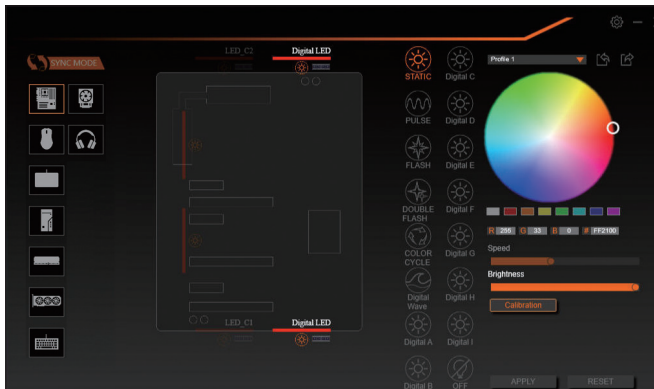 SYNC MODE
LED_C2
Digital LED
LED_C1
Digital LED
STATIC
Digital C
PULSE
Digital D
FLASH
Digital E
DOUBLE
FLASH
Digital F
COLOR
CYCLE
Digital G
Digital
Wave
Digital H
Digital A
Digital I
Digital B
OFF
Profile 1
R 255 G 33 B 0 # FF2100
Speed
Brightness
Calibration
APPLY
RESET